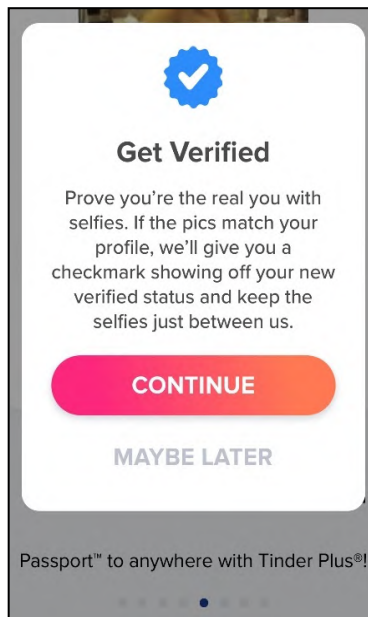 Get Verified
Prove you’re the real you with
selfies. If the pics match your
profile, we’ll give you a
checkmark showing off your new
verified status and keep the
selfies just between us.
CONTINUE
MAYBE LATER
Passport™ to anywhere with Tinder Plus®!